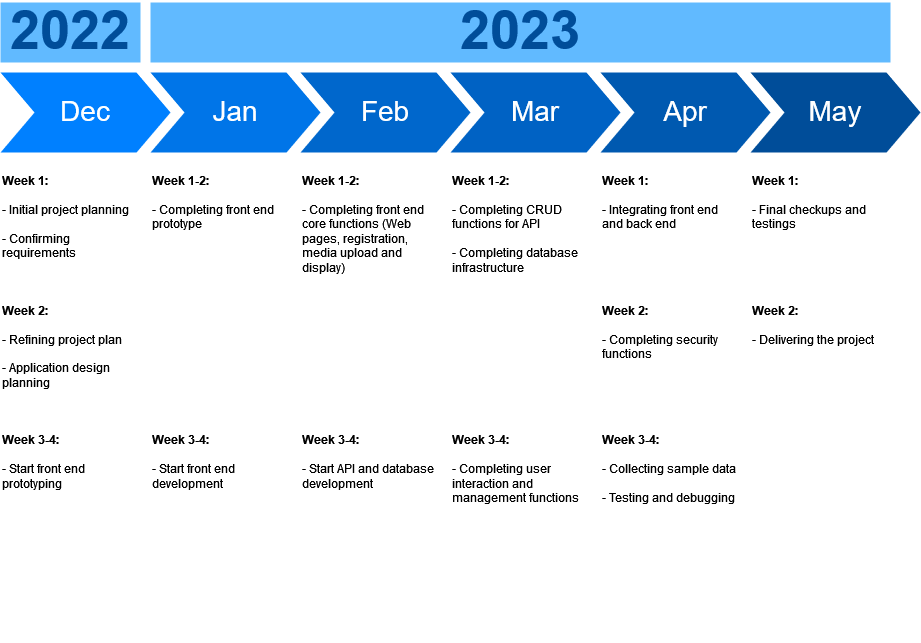 2022
2023
Dec
Jan
Feb
Mar
Apr
May
Week 1:
- Initial project planning
- Confirming
requirements
Week 2:
- Refining project plan
- Application design
planning
Week 3-4:
- Start front end
prototyping
Week 1-2:
- Completing front end
prototype
Week 3-4:
- Start front end
development
Week 1-2:
- Completing front end
core functions (Web
pages, registration,
media upload and
display)
Week 3-4:
- Start API and database
development
Week 1-2:
- Completing CRUD
functions for API
- Completing database
infrastructure
Week 3-4:
- Completing user
interaction and
management functions
Week 1:
- Integrating front end
and back end
Week 2:
- Completing security
functions
Week 3-4:
- Collecting sample data
- Testing and debugging
Week 1:
- Final checkups and
testings
Week 2:
- Delivering the project